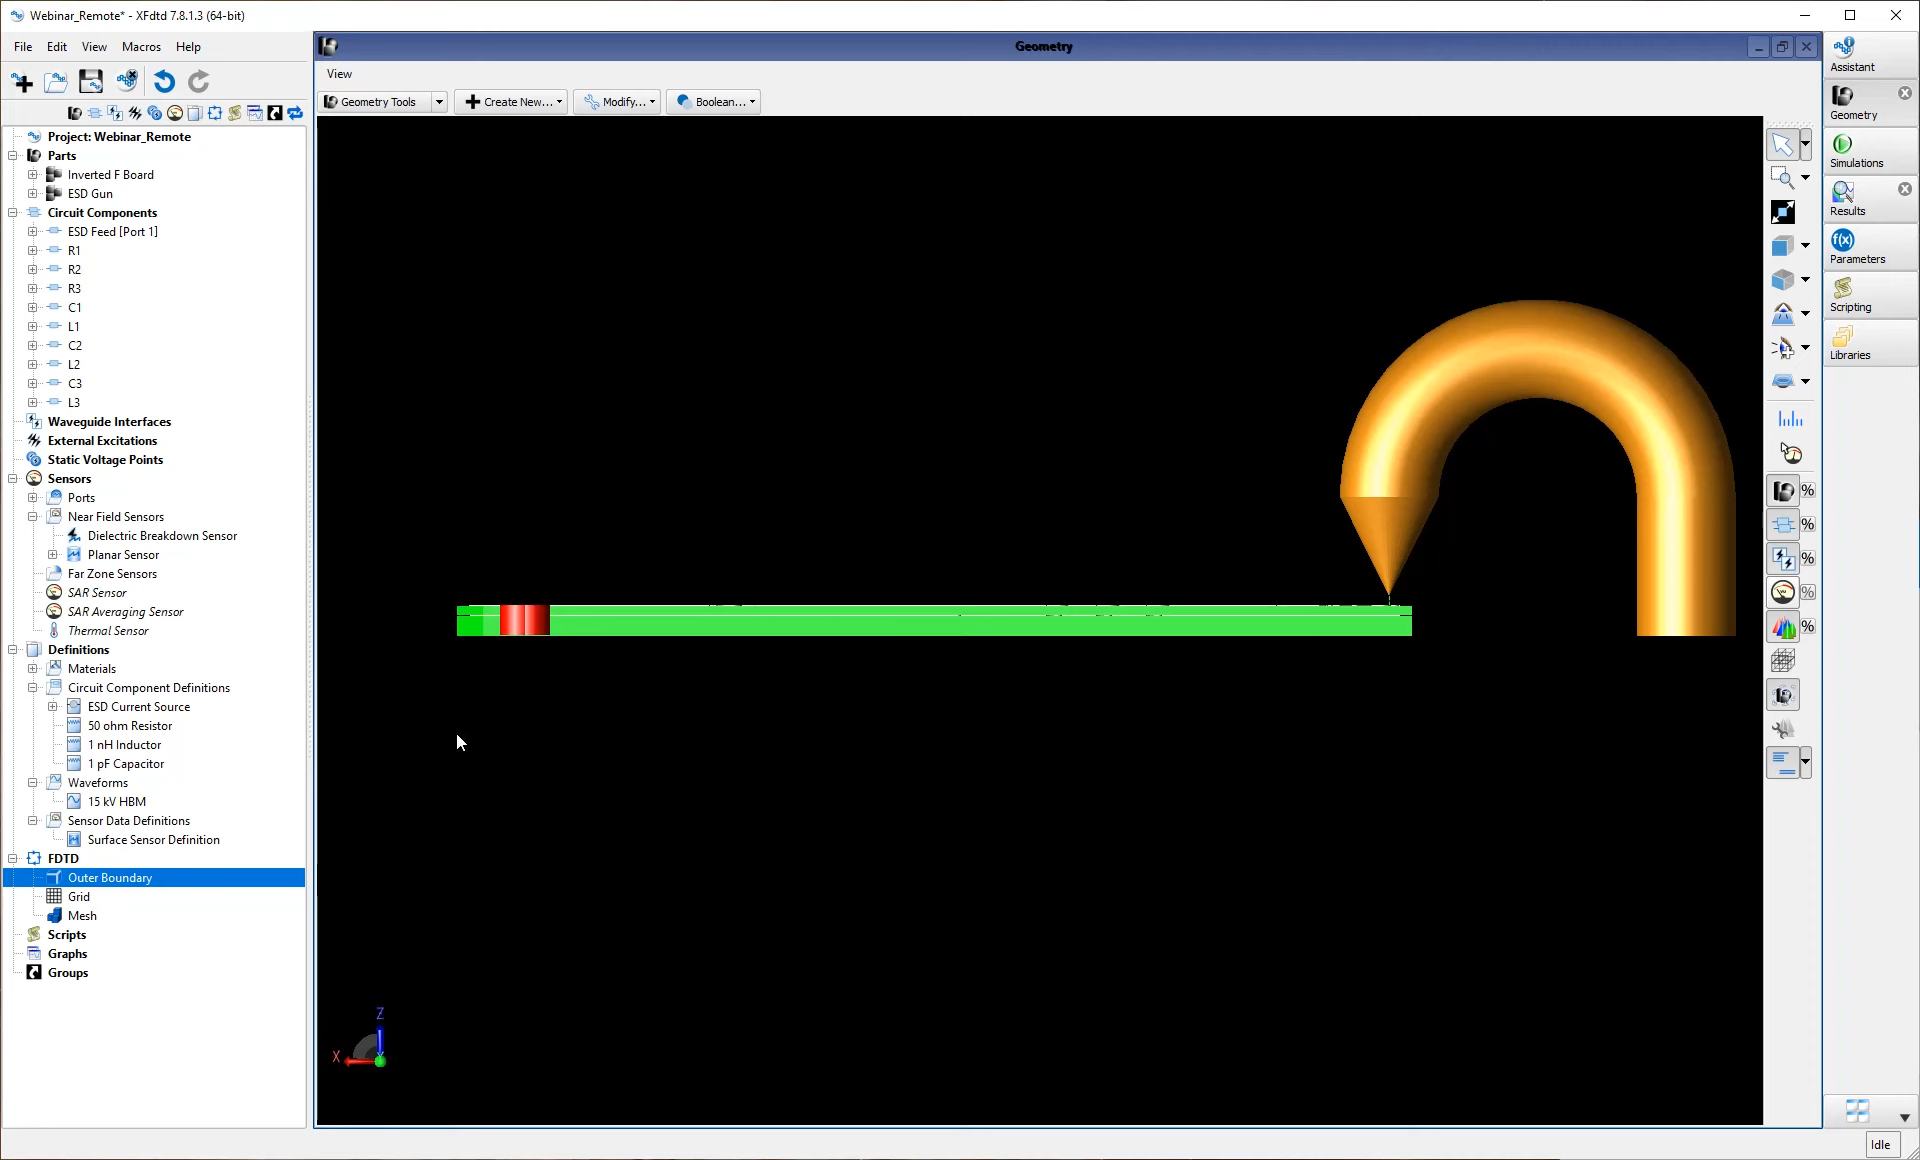 Webinar_Remote* - XFdtd 7.8.1.3 (64-bit)
File Edit View Macros Help
Geometry
View
Geometry Tools
Create New...
Modify...
Boolean...
Project: Webinar_Remote
Parts
Inverted F Board
ESD Gun
Circuit Components
ESD Feed [Port 1]
R1
R2
R3
C1
L1
C2
L2
C3
L3
Waveguide Interfaces
External Excitations
Static Voltage Points
Sensors
Ports
Near Field Sensors
Dielectric Breakdown Sensor
Planar Sensor
Far Zone Sensors
SAR Sensor
SAR Averaging Sensor
Thermal Sensor
Definitions
Materials
Circuit Component Definitions
ESD Current Source
50 ohm Resistor
1 nH Inductor
1 pF Capacitor
Waveforms
15 kV HBM
Sensor Data Definitions
Surface Sensor Definition
FDTD
Outer Boundary
Grid
Mesh
Scripts
Graphs
Groups
Z
X
%
%
%
%
%
Assistant
Geometry
Simulations
Results
f(x)
Parameters
Scripting
Libraries
Idle